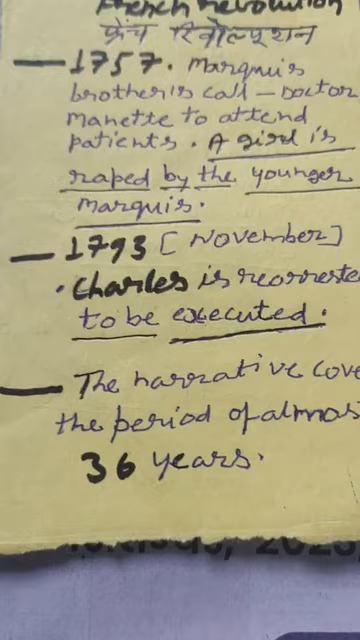 French Revolution
फ्रेंच रिवोल्यूशन
— 1757. Marquis
brother's call – Doctor
Manette to attend
patients. A girl is
raped by the younger
Marquis.
— 1793 [November]
. Charles is rearreste
to be executed.
— The narrative cove
the period of almos
36 years.